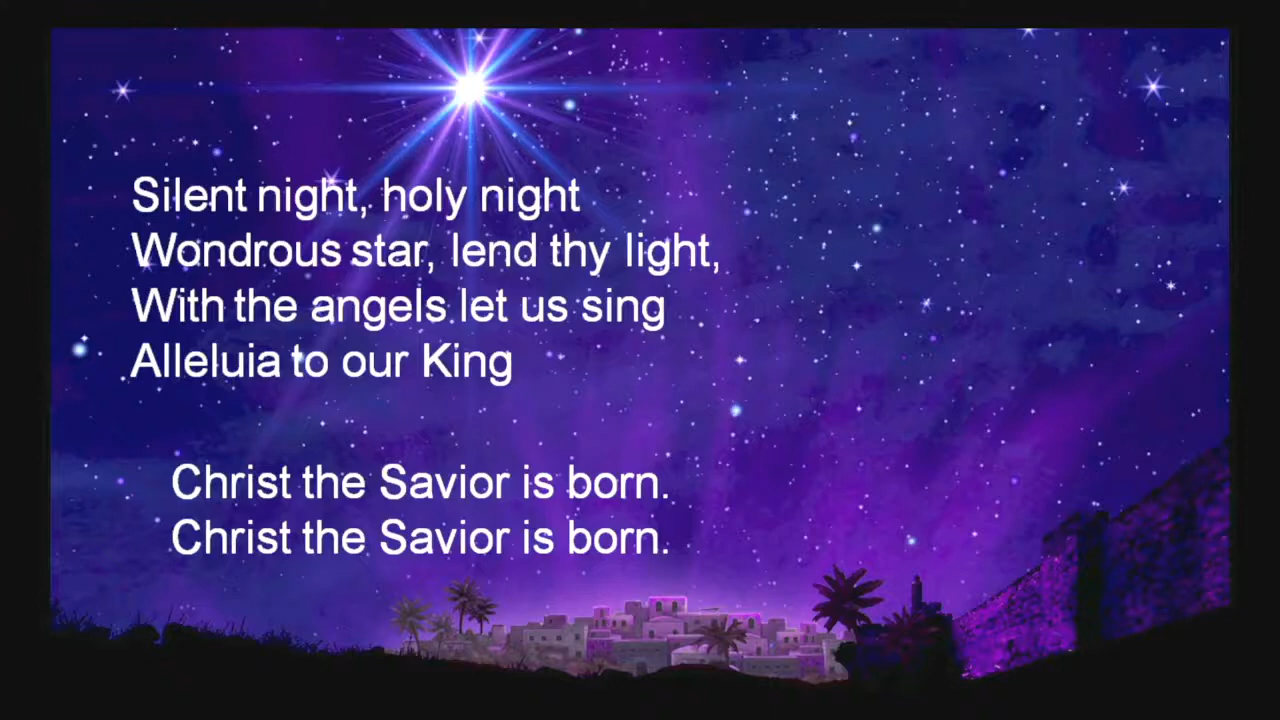 Silent night, holy night
Wondrous star, lend thy light,
With the angels let us sing
Alleluia to our King
Christ the Savior is born.
Christ the Savior is born.